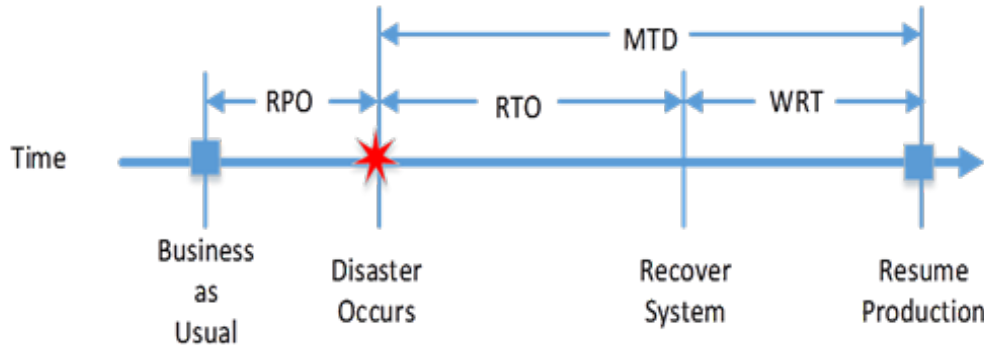 MTD
RPO
RTO
WRT
Time
Business
as
Usual
Disaster
Occurs
Recover
System
Resume
Production